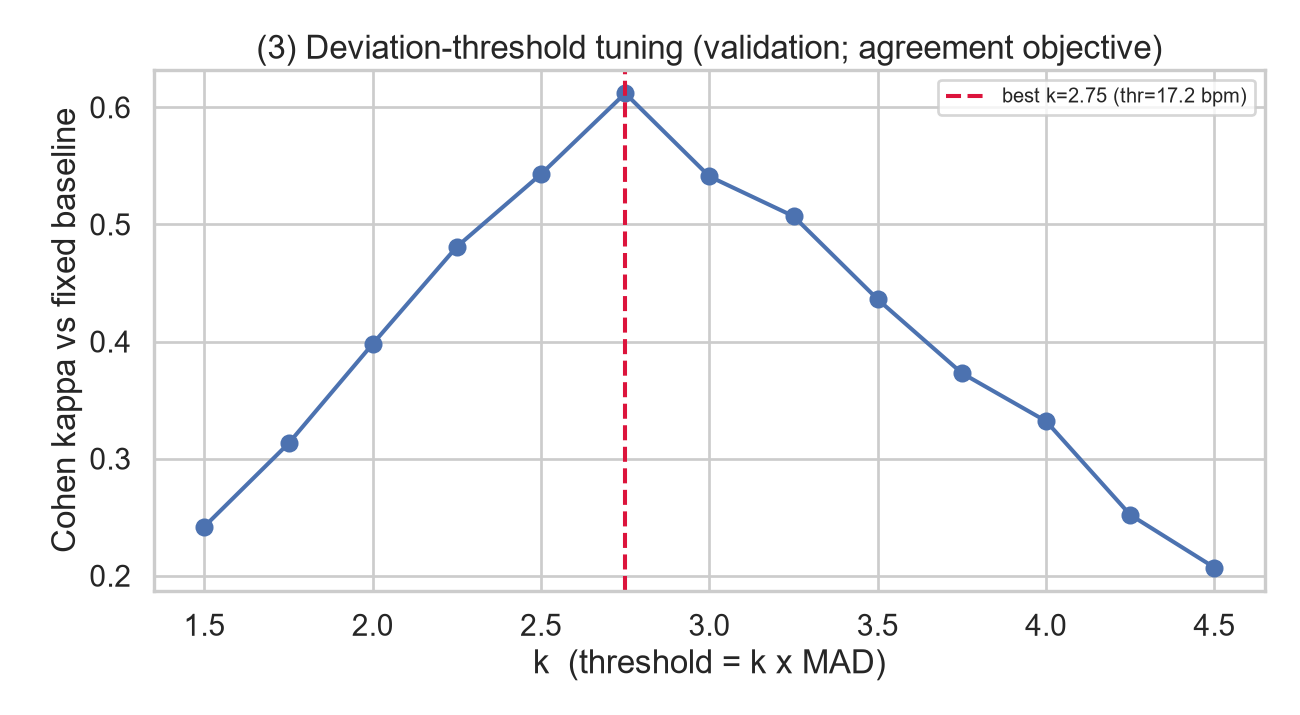 (3) Deviation-threshold tuning (validation; agreement objective)
best k=2.75 (thr=17.2 bpm)
Cohen kappa vs fixed baseline
0.6
0.5
0.4
0.3
0.2
1.5 2.0 2.5 3.0 3.5 4.0 4.5
k (threshold = k x MAD)